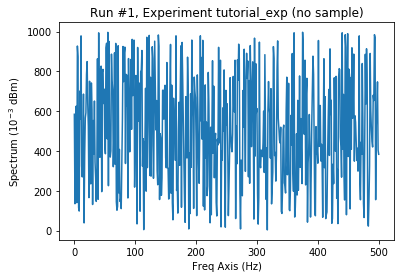 Run #1, Experiment tutorial_exp (no sample)
Spectrum (10⁻³ dBm)
1000
800
600
400
200
0
0 100 200 300 400 500
Freq Axis (Hz)